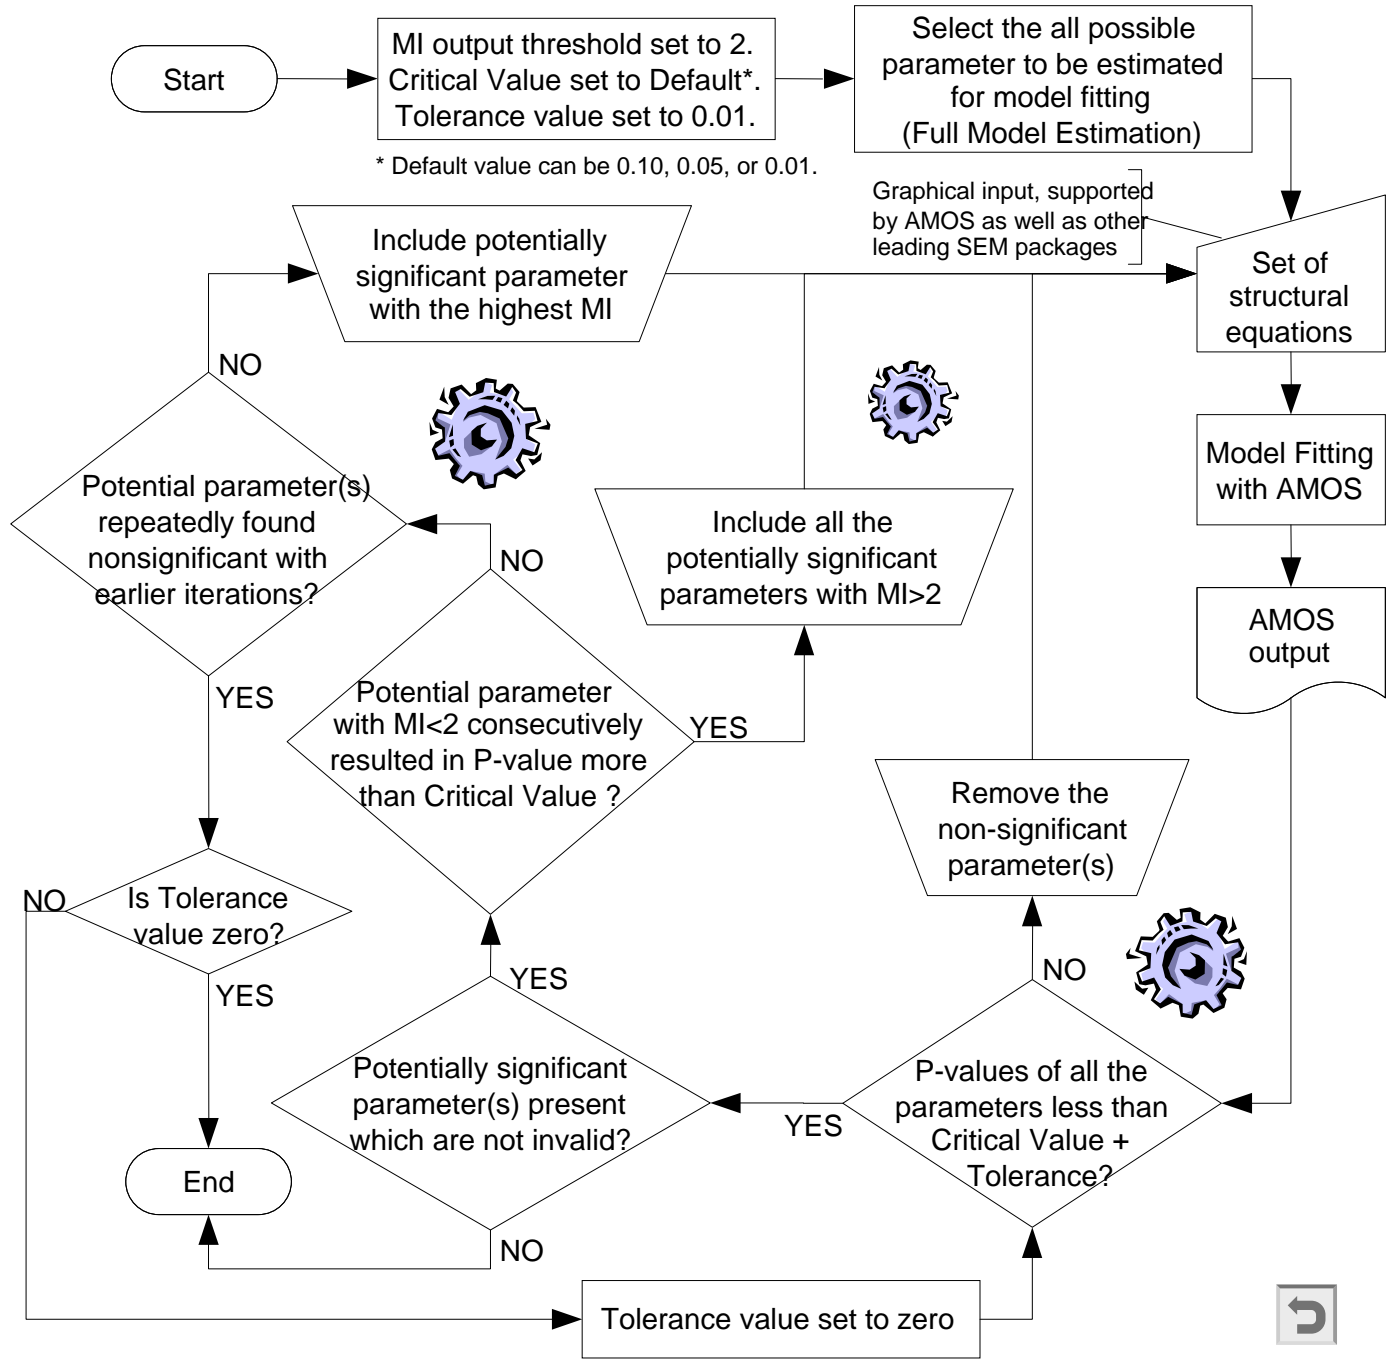 Start
MI output threshold set to 2.
Critical Value set to Default*.
Tolerance value set to 0.01.
* Default value can be 0.10, 0.05, or 0.01.
Select the all possible
parameter to be estimated
for model fitting
(Full Model Estimation)
Graphical input, supported
by AMOS as well as other
leading SEM packages
Include potentially
significant parameter
with the highest MI
Set of
structural
equations
NO
Model Fitting
with AMOS
Potential parameter(s)
repeatedly found
nonsignificant with
earlier iterations?
Include all the
potentially significant
parameters with MI>2
NO
AMOS
output
YES
Potential parameter
with MI<2 consecutively
resulted in P-value more
than Critical Value ?
YES
Remove the
non-significant
parameter(s)
NO
Is Tolerance
value zero?
YES
YES
NO
Potentially significant
parameter(s) present
which are not invalid?
YES
P-values of all the
parameters less than
Critical Value +
Tolerance?
End
NO
Tolerance value set to zero